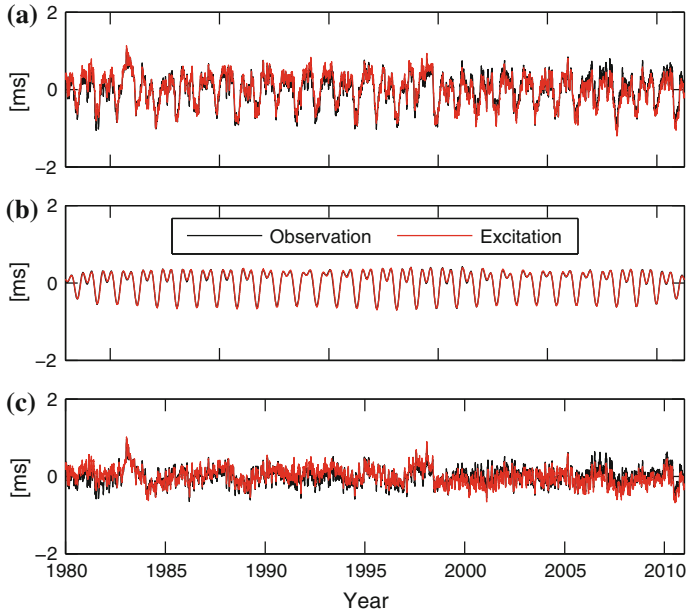 (a)
2
0
−2
[ms]
(b)
2
0
−2
[ms]
Observation
Excitation
(c)
2
0
−2
[ms]
1980 1985 1990 1995 2000 2005 2010
Year